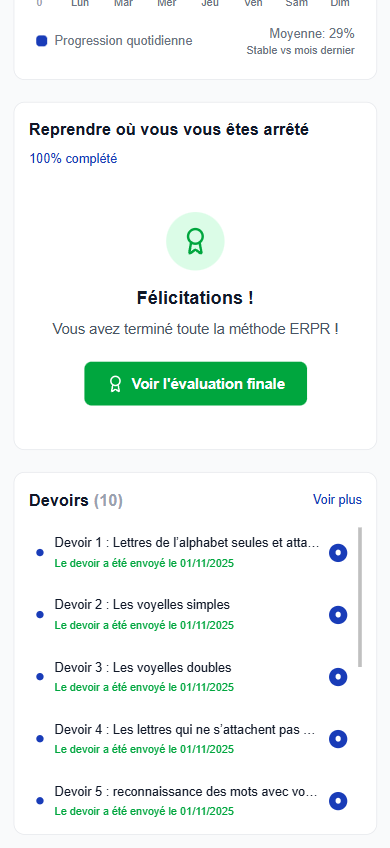 0 Lun Mar Mer Jeu Ven Sam Dim
Progression quotidienne
Moyenne: 29%
Stable vs mois dernier
Reprendre où vous vous êtes arrêté
100% complété
Félicitations !
Vous avez terminé toute la méthode ERPR !
Voir l'évaluation finale
Devoirs (10)
Voir plus
Devoir 1 : Lettres de l'alphabet seules et atta...
Le devoir a été envoyé le 01/11/2025
Devoir 2 : Les voyelles simples
Le devoir a été envoyé le 01/11/2025
Devoir 3 : Les voyelles doubles
Le devoir a été envoyé le 01/11/2025
Devoir 4 : Les lettres qui ne s'attachent pas ...
Le devoir a été envoyé le 01/11/2025
Devoir 5 : reconnaissance des mots avec vo...
Le devoir a été envoyé le 01/11/2025